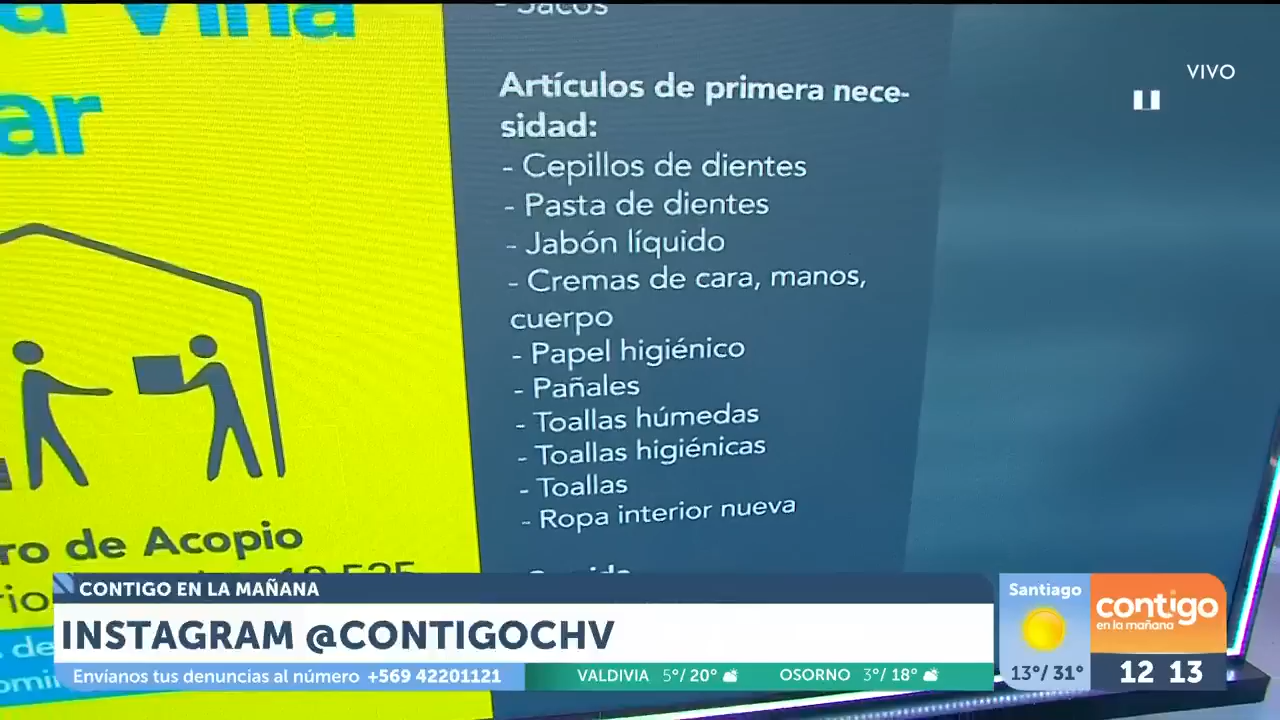 Viña
ar
- Jacos
Artículos de primera nece-
sidad:
- Cepillos de dientes
- Pasta de dientes
- Jabón líquido
- Cremas de cara, manos,
cuerpo
- Papel higiénico
- Pañales
- Toallas húmedas
- Toallas higiénicas
- Toallas
- Ropa interior nueva
ro de Acopio
VIVO
CONTIGO EN LA MAÑANA
INSTAGRAM @CONTIGOCHV
Envíanos tus denuncias al número +569 42201121
VALDIVIA 5°/20° OSORNO 3°/18°
Santiago
13°/31°
contigo
en la mañana
12 13